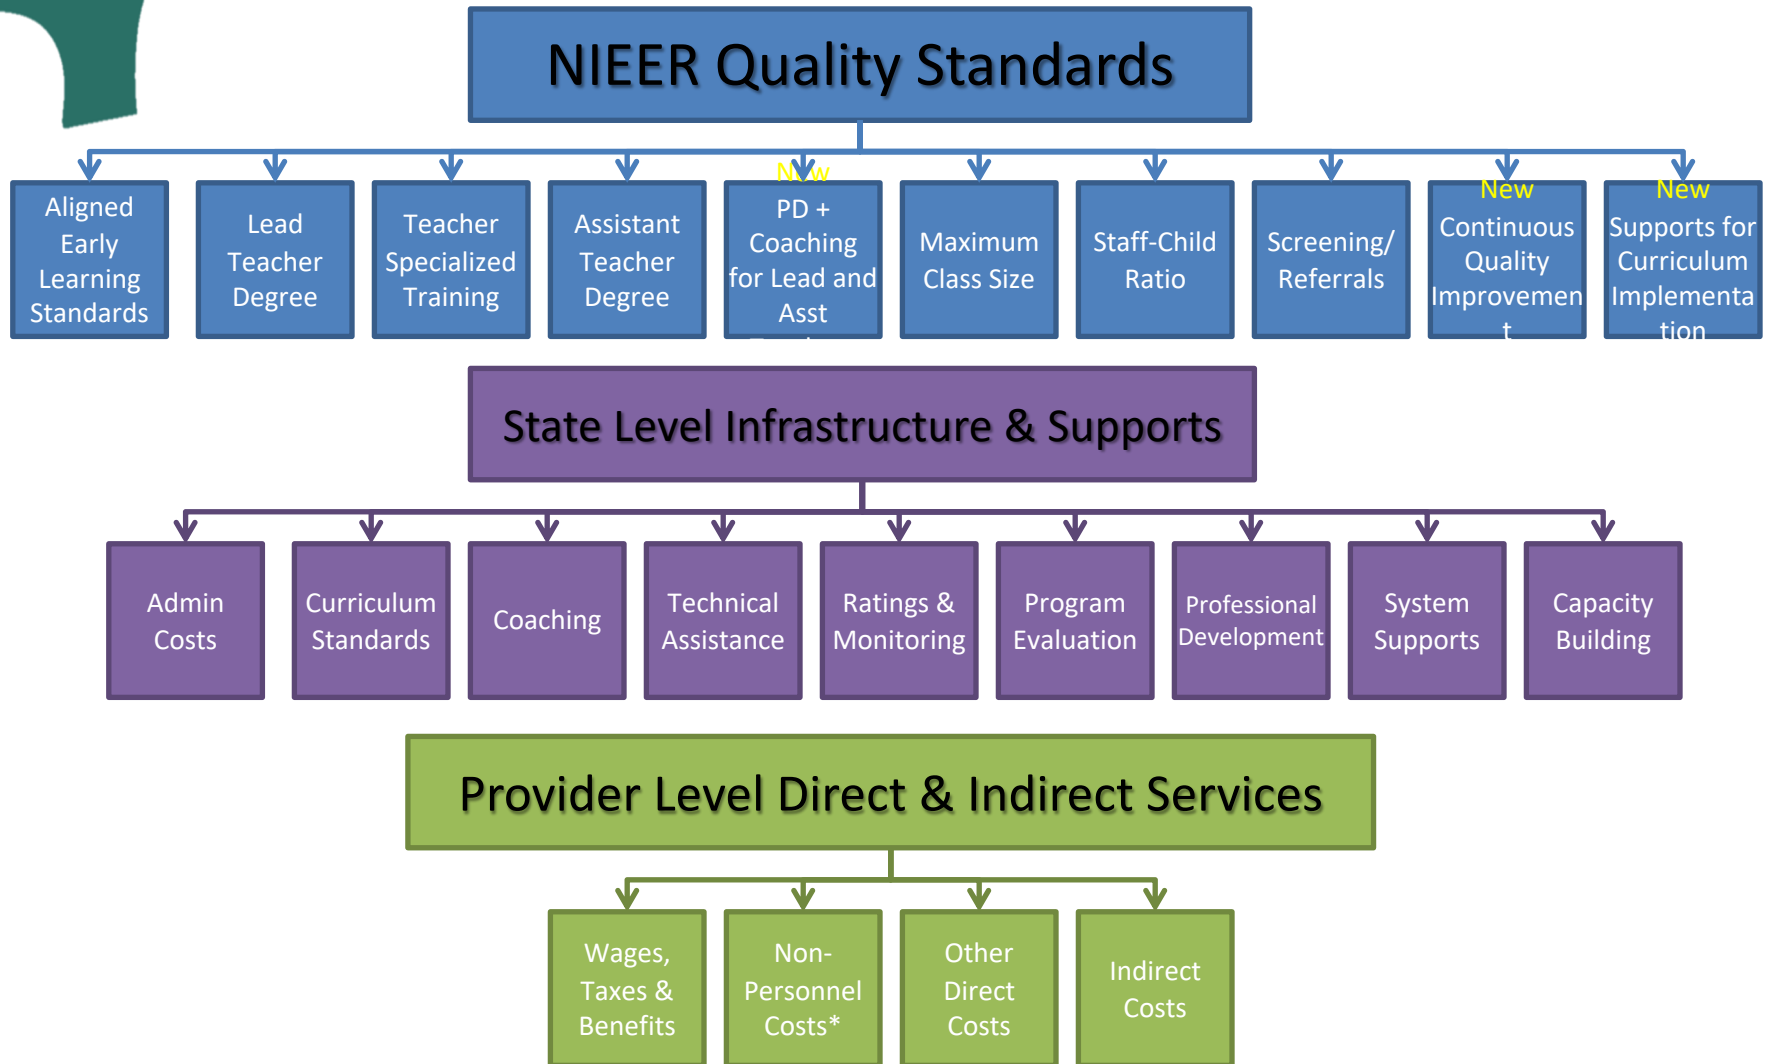 NIEER Quality Standards
Aligned
Early
Learning
Standards
Lead
Teacher
Degree
Teacher
Specialized
Training
Assistant
Teacher
Degree
New
PD +
Coaching
for Lead and
Asst
Maximum
Class Size
Staff-Child
Ratio
Screening/
Referrals
New
Continuous
Quality
Improvemen
t
New
Supports for
Curriculum
Implementa
tion
State Level Infrastructure & Supports
Admin
Costs
Curriculum
Standards
Coaching
Technical
Assistance
Ratings &
Monitoring
Program
Evaluation
Professional
Development
System
Supports
Capacity
Building
Provider Level Direct & Indirect Services
Wages,
Taxes &
Benefits
Non-
Personnel
Costs*
Other
Direct
Costs
Indirect
Costs